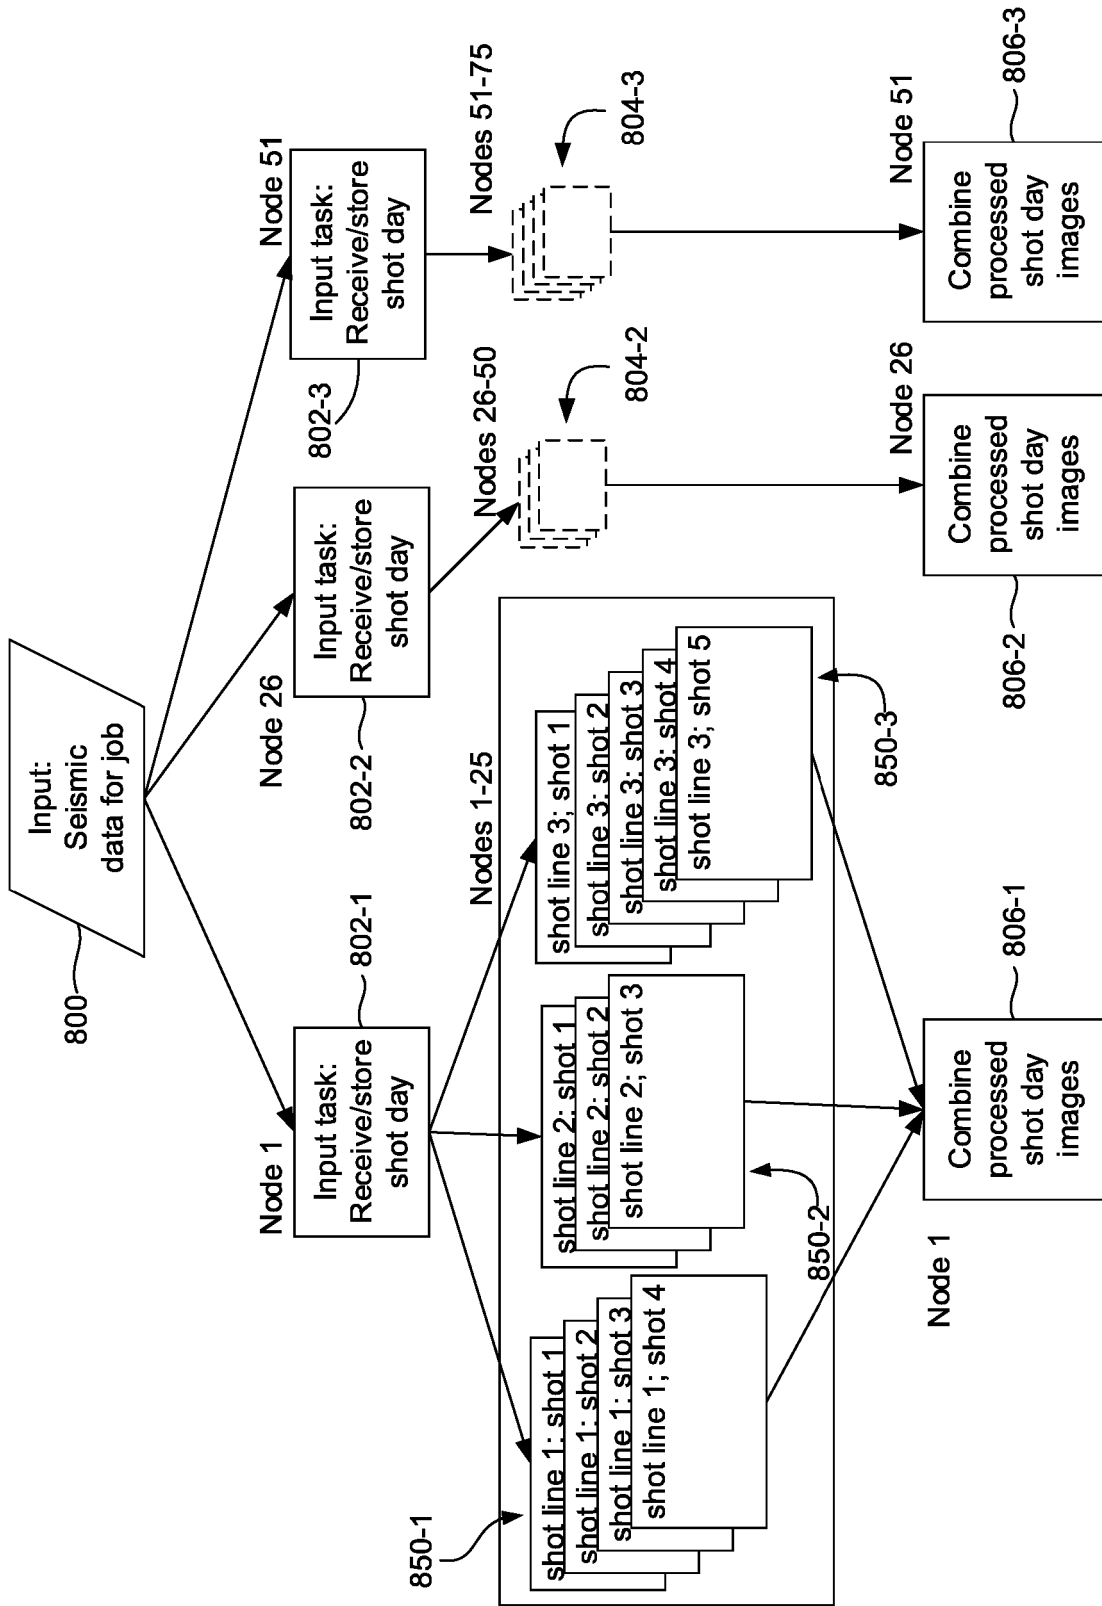 Input:
Seismic
data for job
800
Node 1
Input task:
Receive/store
shot day
802-1
Node 26
Input task:
Receive/store
shot day
802-2
Node 51
Input task:
Receive/store
shot day
802-3
Nodes 1-25
850-1
shot line 1; shot 1
shot line 1; shot 2
shot line 1; shot 3
shot line 1; shot 4
shot line 2; shot 1
shot line 2; shot 2
shot line 2; shot 3
850-2
shot line 3; shot 1
shot line 3; shot 2
shot line 3; shot 3
shot line 3; shot 4
shot line 3; shot 5
850-3
Nodes 26-50
804-2
Nodes 51-75
804-3
Node 1
Combine
processed
shot day
images
806-1
Node 26
Combine
processed
shot day
images
806-2
Node 51
Combine
processed
shot day
images
806-3